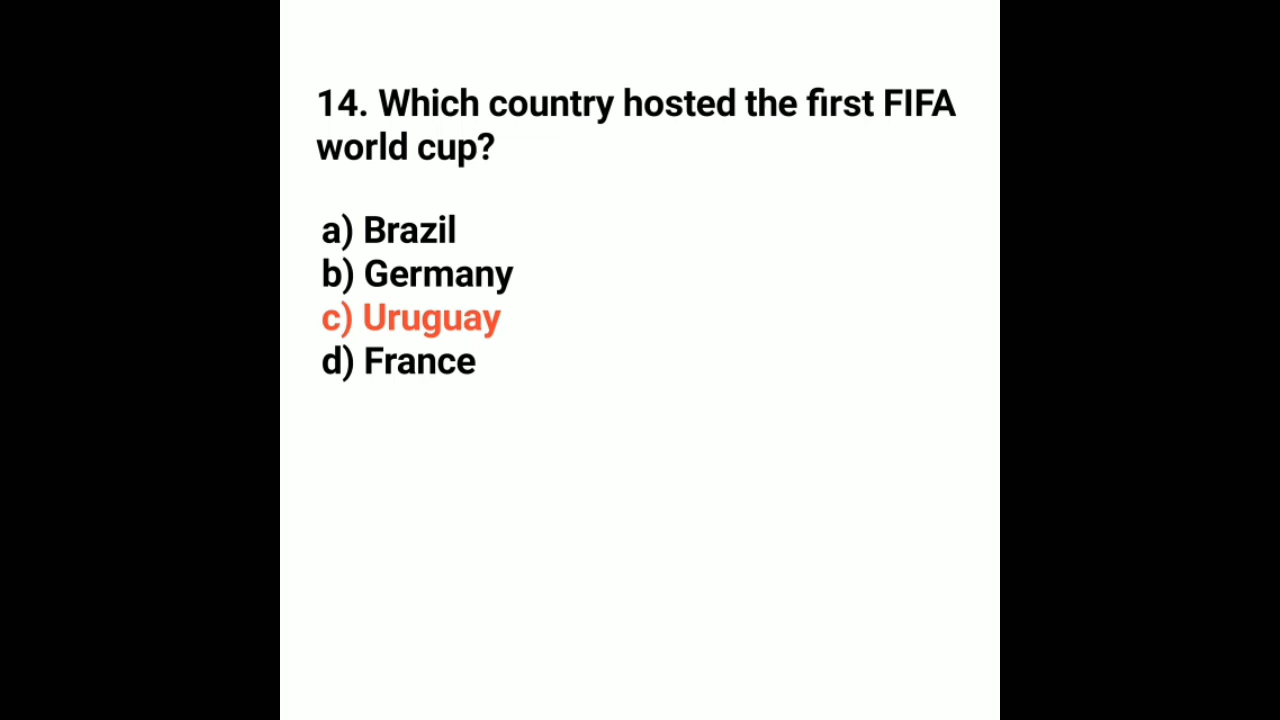 14. Which country hosted the first FIFA
world cup?
a) Brazil
b) Germany
c) Uruguay
d) France